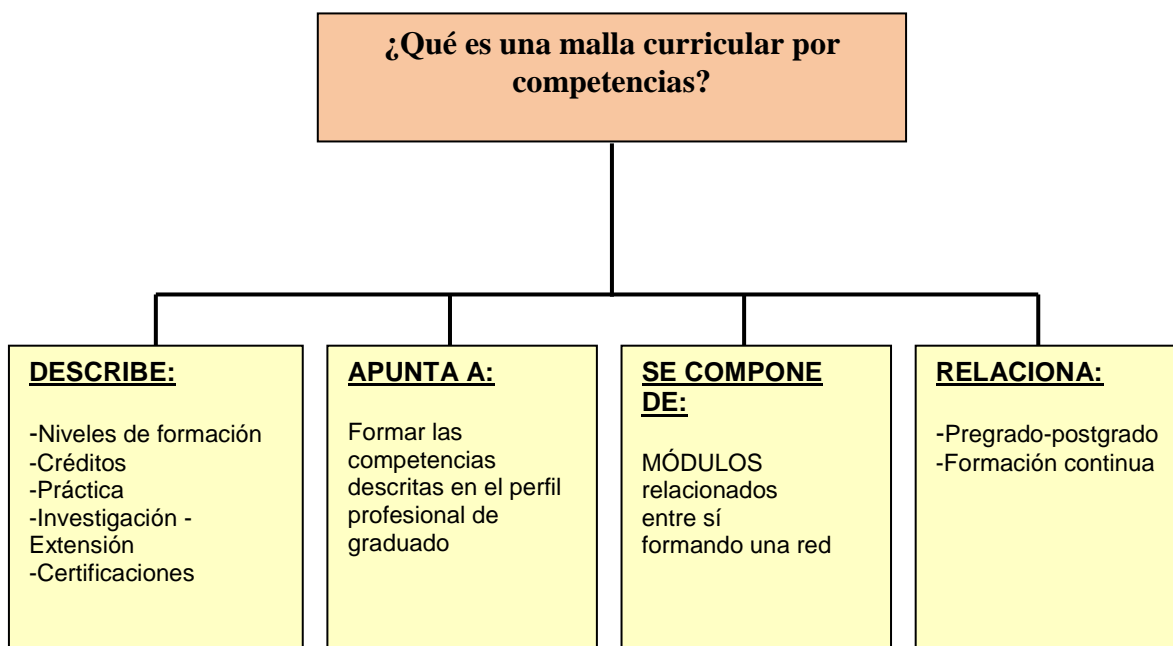 ¿Qué es una malla curricular por
competencias?
DESCRIBE:
-Niveles de formación
-Créditos
-Práctica
-Investigación -
Extensión
-Certificaciones
APUNTA A:
Formar las
competencias
descritas en el perfil
profesional de
graduado
SE COMPONE
DE:
MÓDULOS
relacionados
entre sí
formando una red
RELACIONA:
-Pregrado-postgrado
-Formación continua